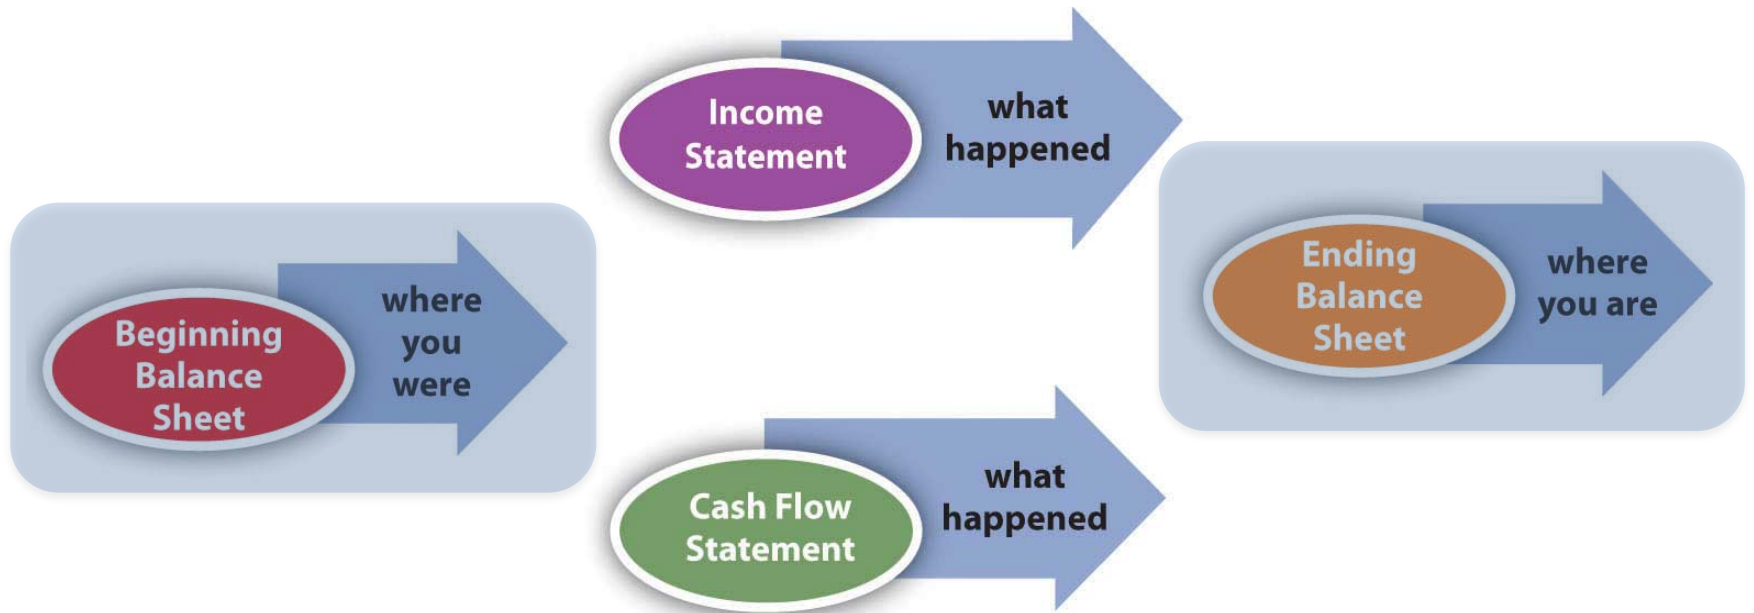 Beginning
Balance
Sheet
where
you
were
Income
Statement
what
happened
Cash Flow
Statement
what
happened
Ending
Balance
Sheet
where
you are